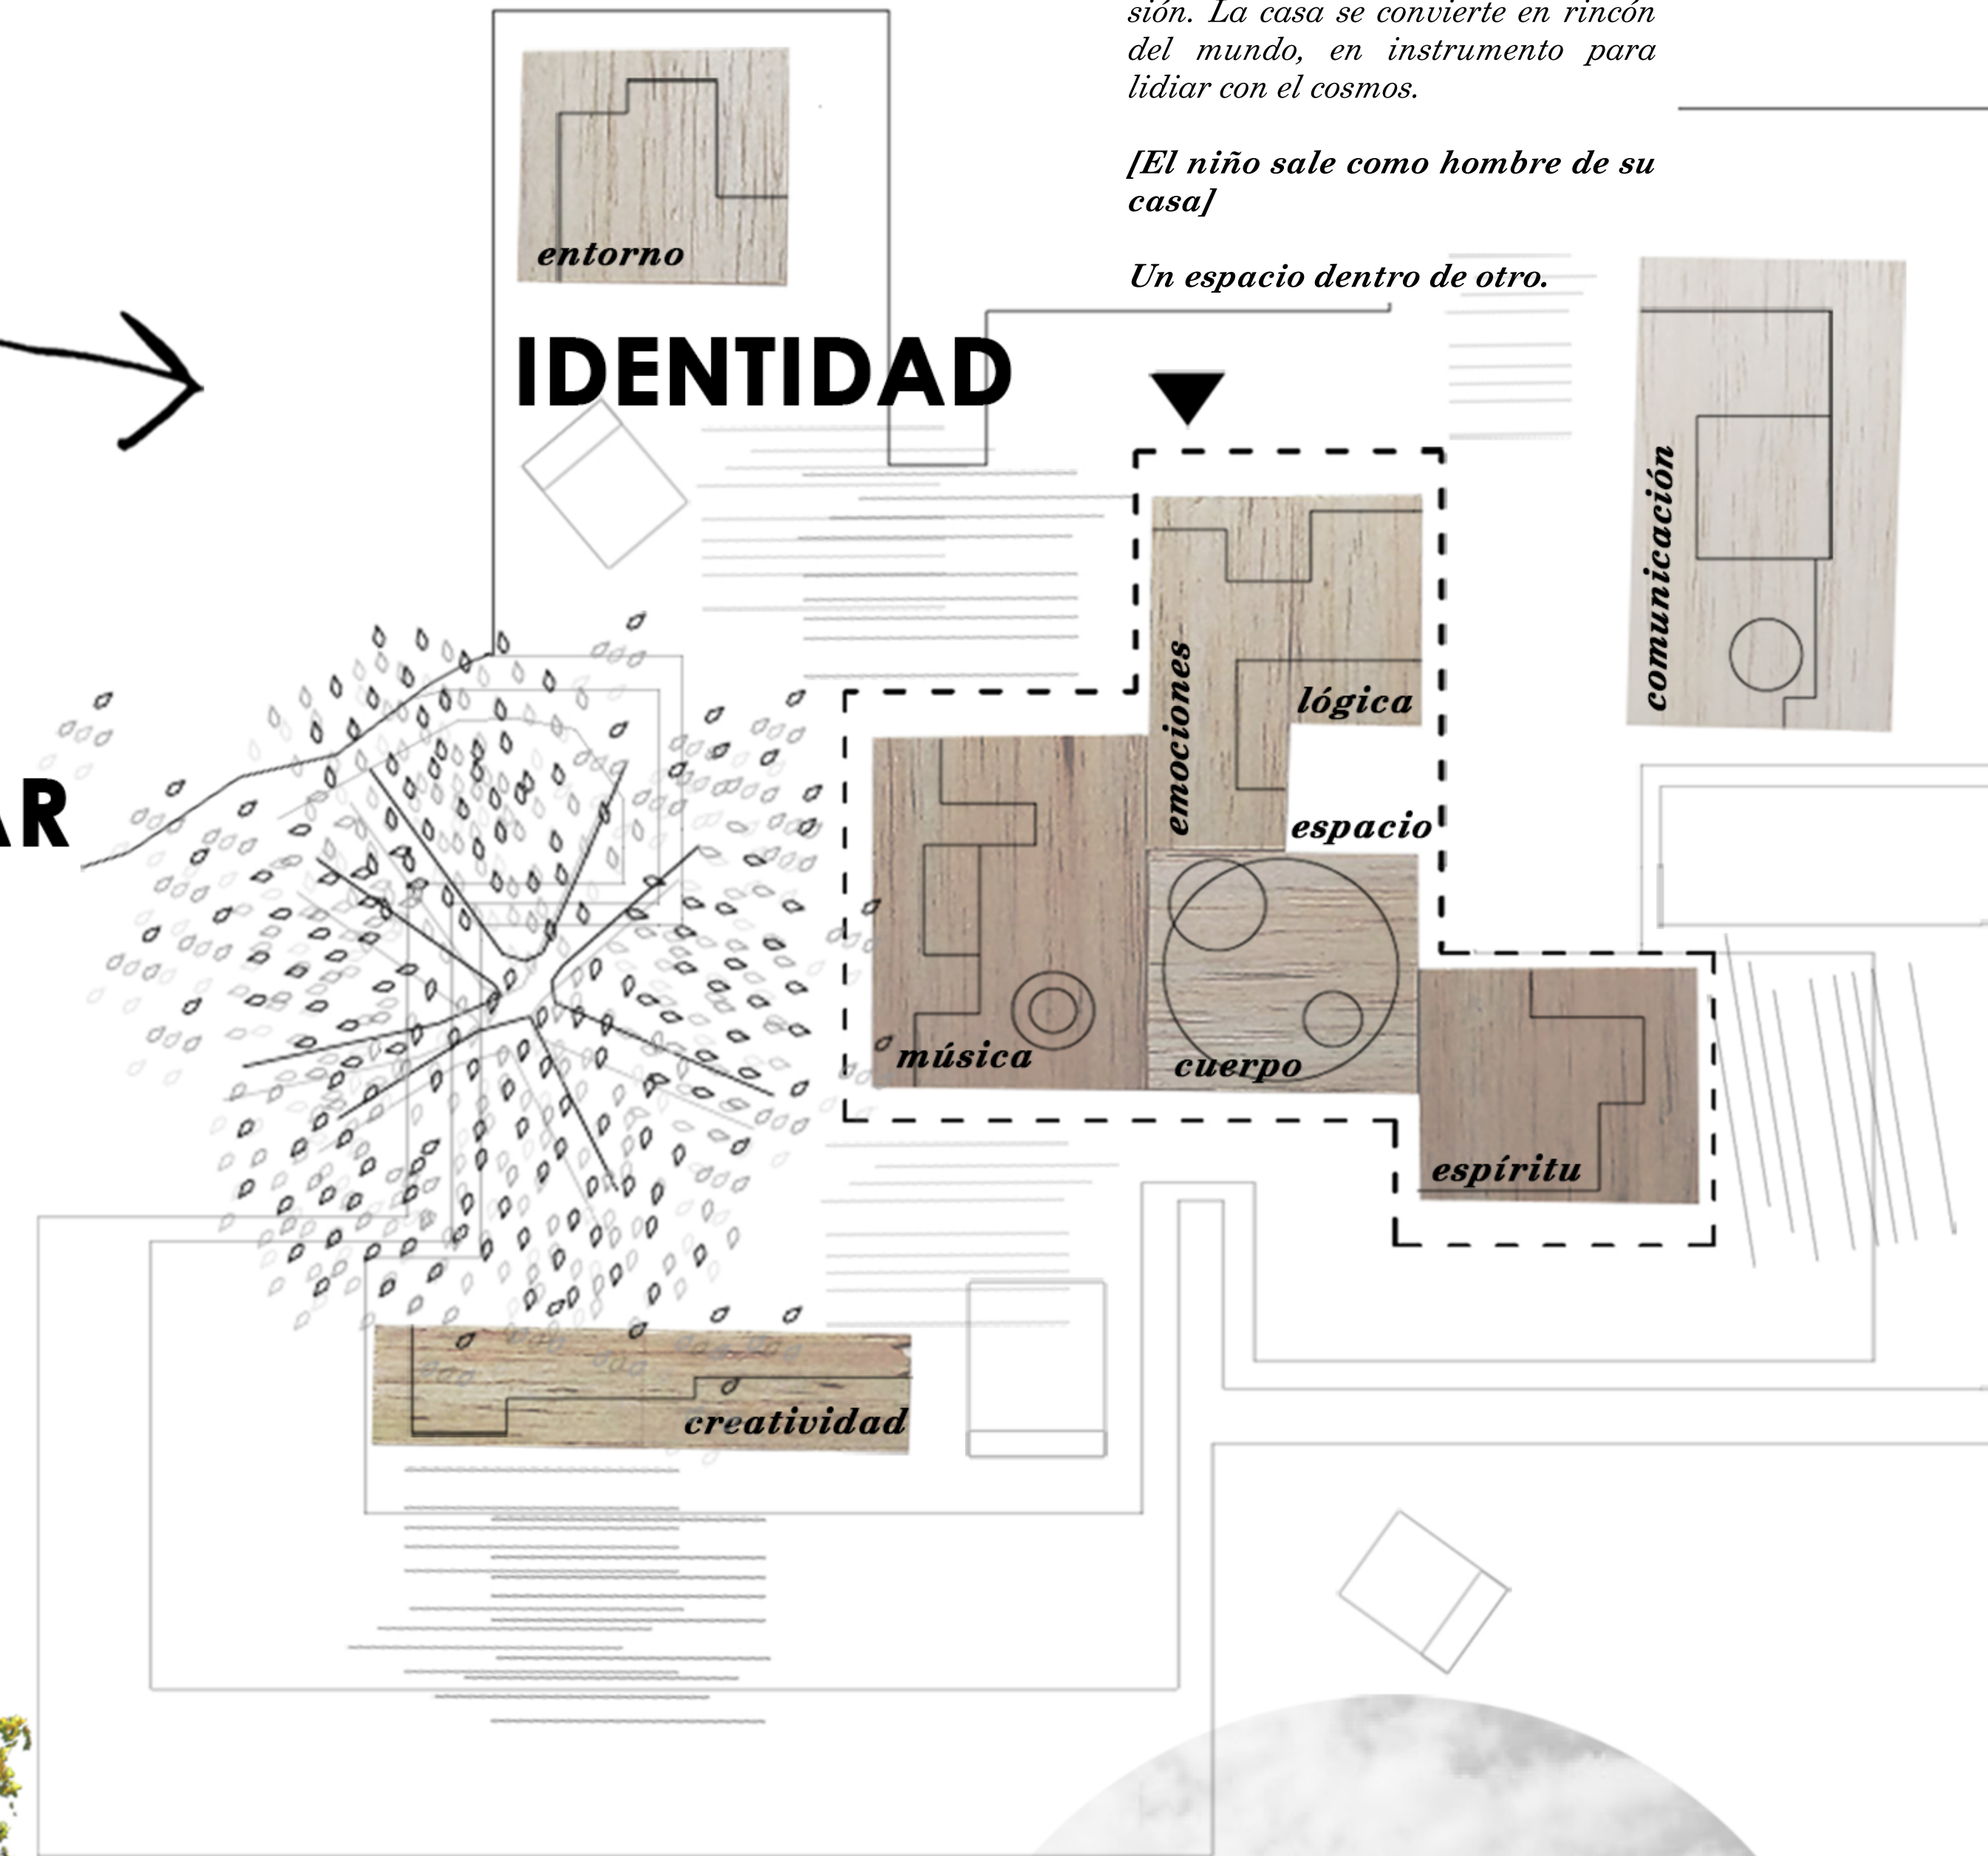 sión. La casa se convierte en rincón
del mundo, en instrumento para
lidiar con el cosmos.
[El niño sale como hombre de su
casa]
Un espacio dentro de otro.
entorno
IDENTIDAD
comunicación
emociones
lógica
espacio
AR
música
cuerpo
espíritu
creatividad